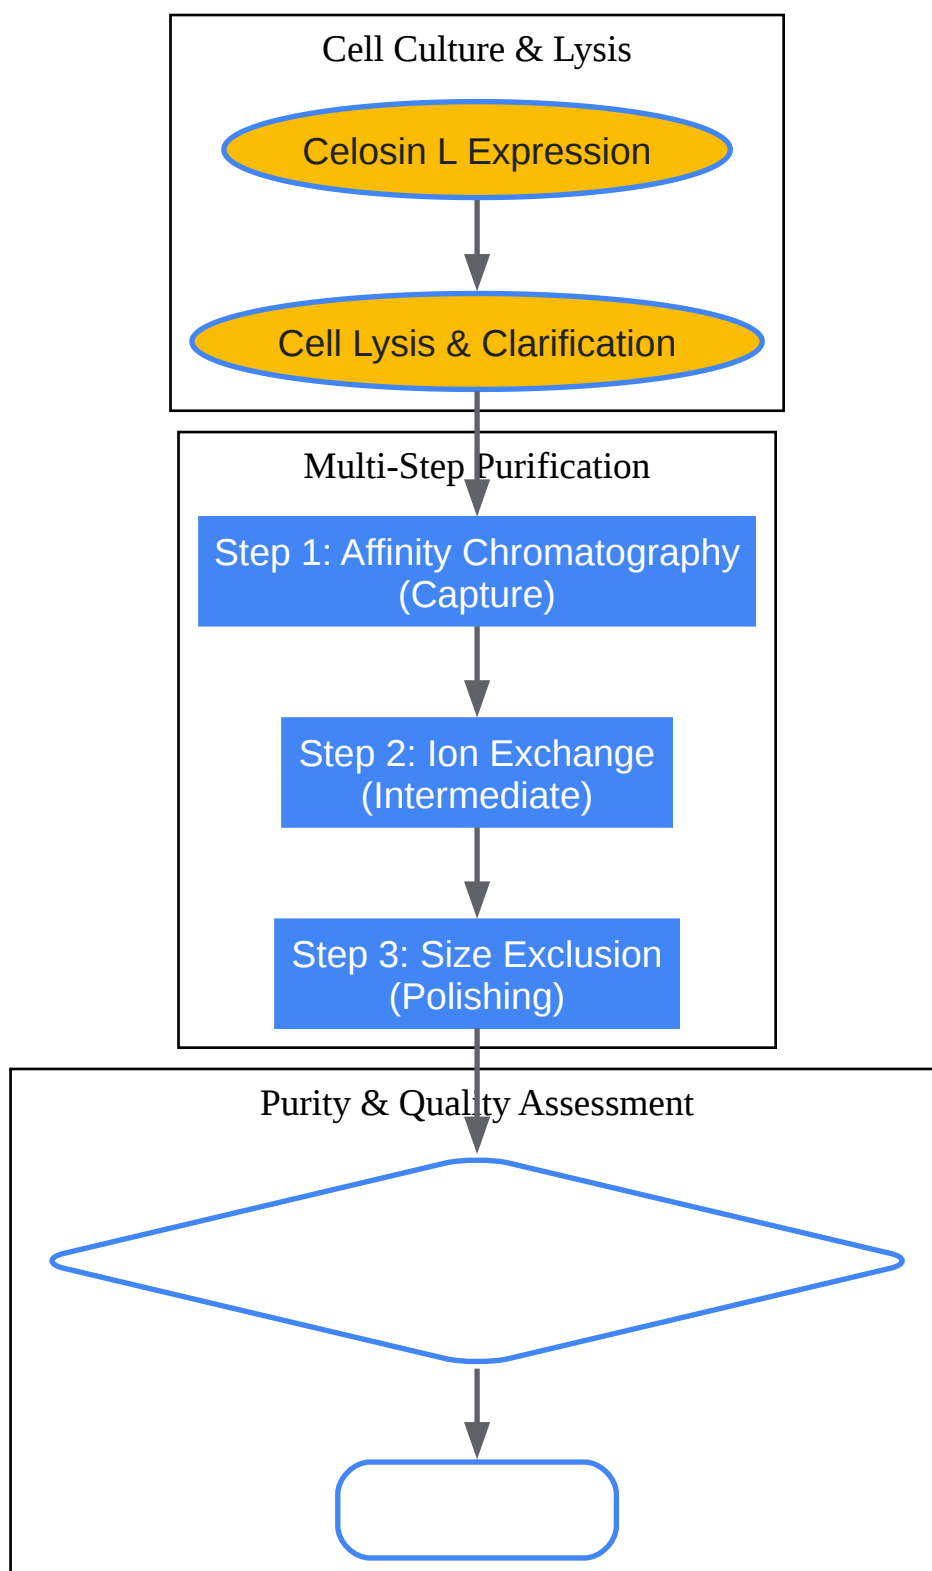 Cell Culture & Lysis
Celosin L Expression
Cell Lysis & Clarification
Multi-Step Purification
Step 1: Affinity Chromatography
(Capture)
Step 2: Ion Exchange
(Intermediate)
Step 3: Size Exclusion
(Polishing)
Purity & Quality Assessment